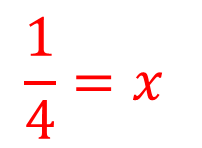 1/4 = x